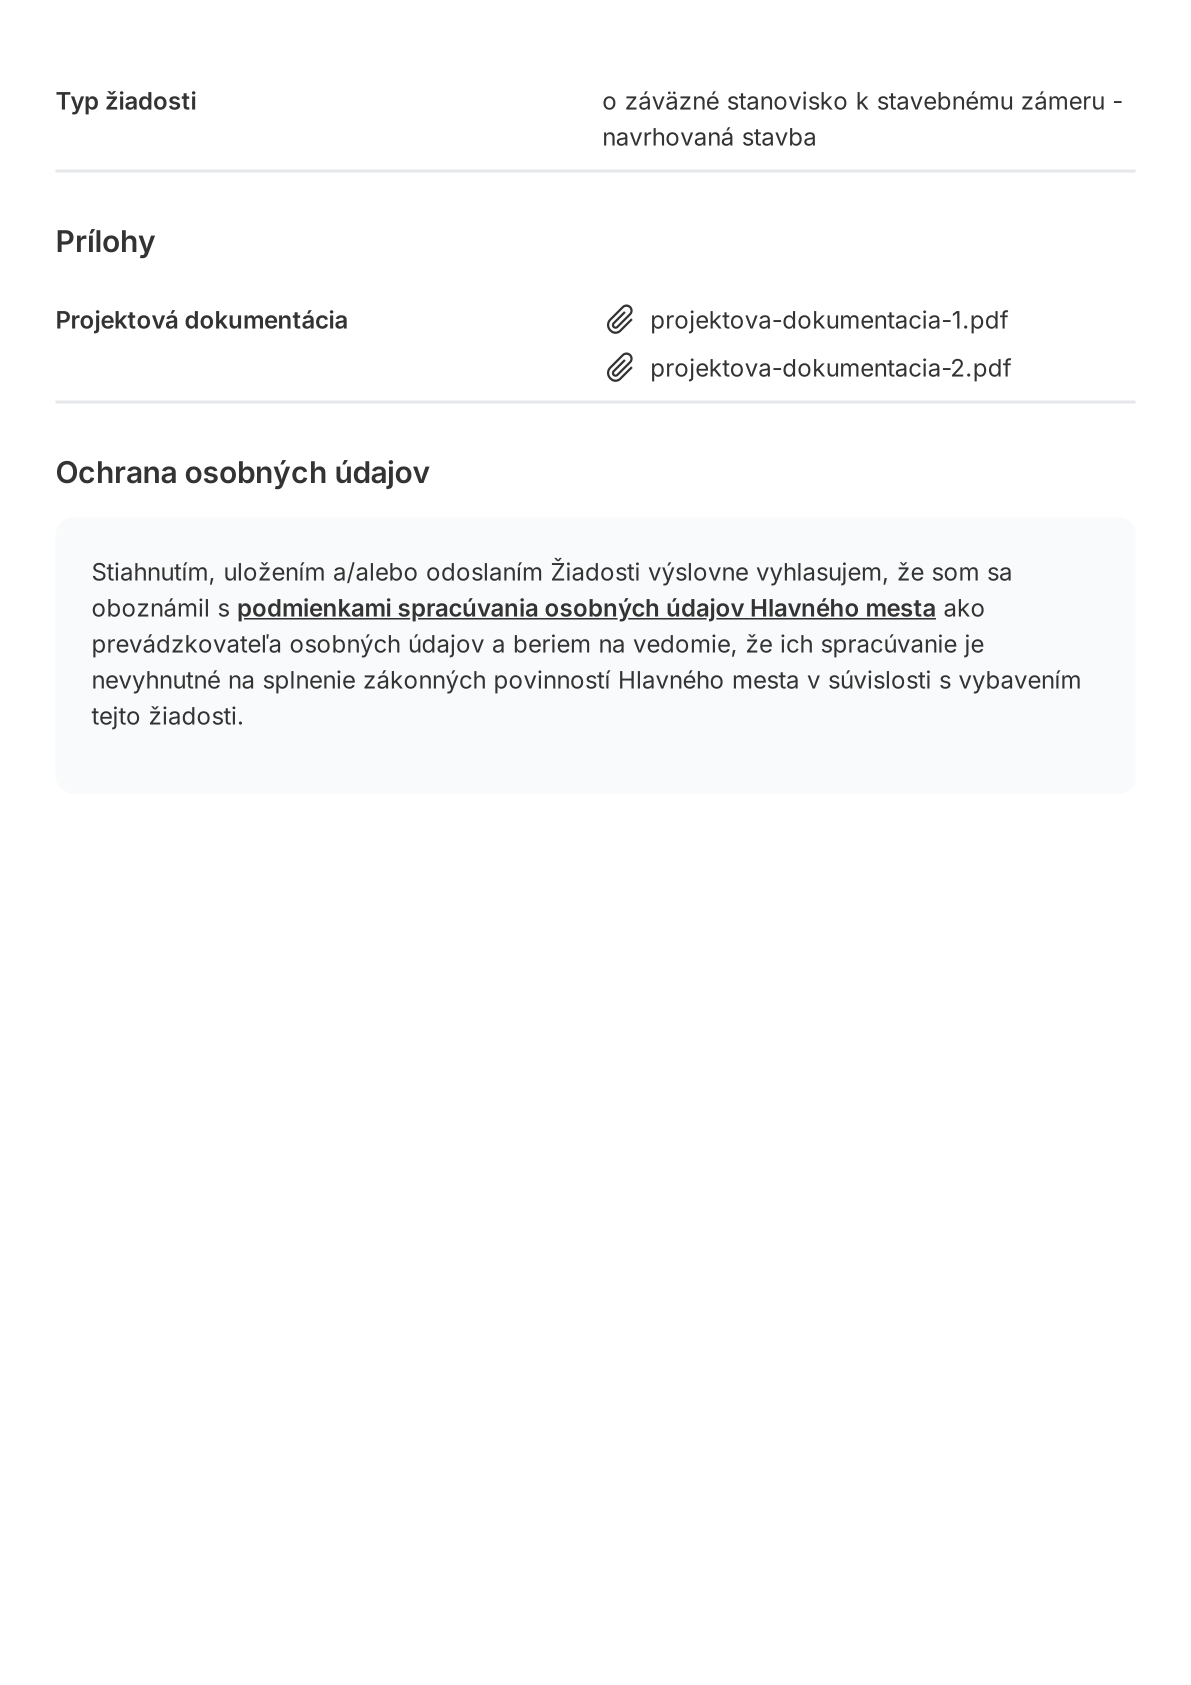 Typ žiadosti
o záväzné stanovisko k stavebnému zámeru -
navrhovaná stavba
Prílohy
Projektová dokumentácia
projektova-dokumentacia-1.pdf
projektova-dokumentacia-2.pdf
Ochrana osobných údajov
Stiahnutím, uložením a/alebo odoslaním Žiadosti výslovne vyhlasujem, že som sa
oboznámil s podmienkami spracúvania osobných údajov Hlavného mesta ako
prevádzkovateľa osobných údajov a beriem na vedomie, že ich spracúvanie je
nevyhnutné na splnenie zákonných povinností Hlavného mesta v súvislosti s vybavením
tejto žiadosti.